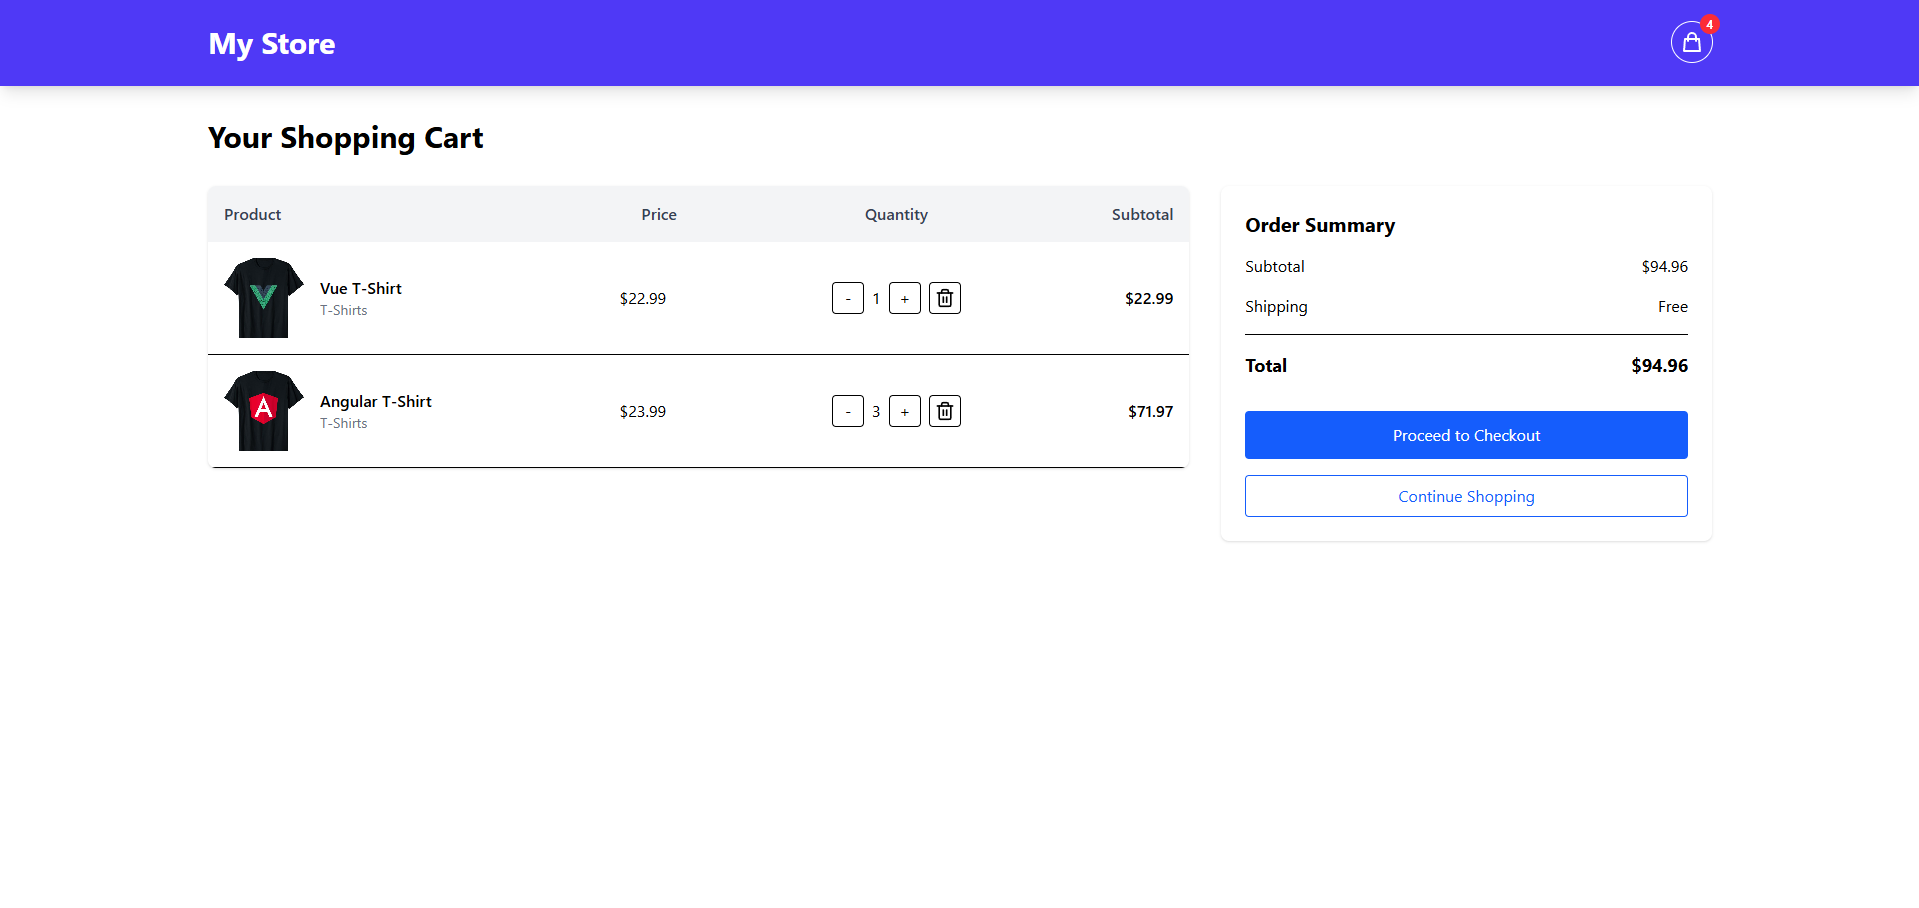 My Store
4
Your Shopping Cart
Product Price Quantity Subtotal
Vue T-Shirt
T-Shirts
$22.99
- 1 +
$22.99
A
Angular T-Shirt
T-Shirts
$23.99
- 3 +
$71.97
Order Summary
Subtotal $94.96
Shipping Free
Total $94.96
Proceed to Checkout
Continue Shopping